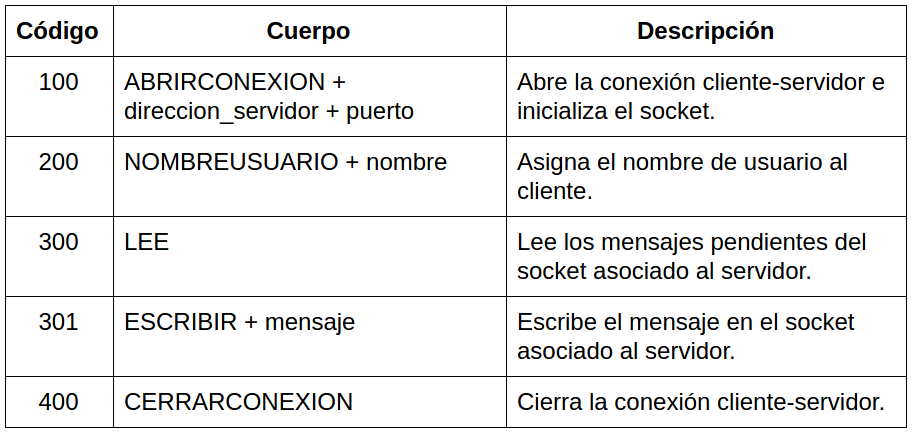 Código Cuerpo Descripción
100 ABRIRCONEXION + Abre la conexión cliente-servidor e
direccion_servidor + puerto inicializa el socket.
200 NOMBREUSUARIO + nombre Asigna el nombre de usuario al
cliente.
300 LEE Lee los mensajes pendientes del
socket asociado al servidor.
301 ESCRIBIR + mensaje Escribe el mensaje en el socket
asociado al servidor.
400 CERRARCONEXION Cierra la conexión cliente-servidor.